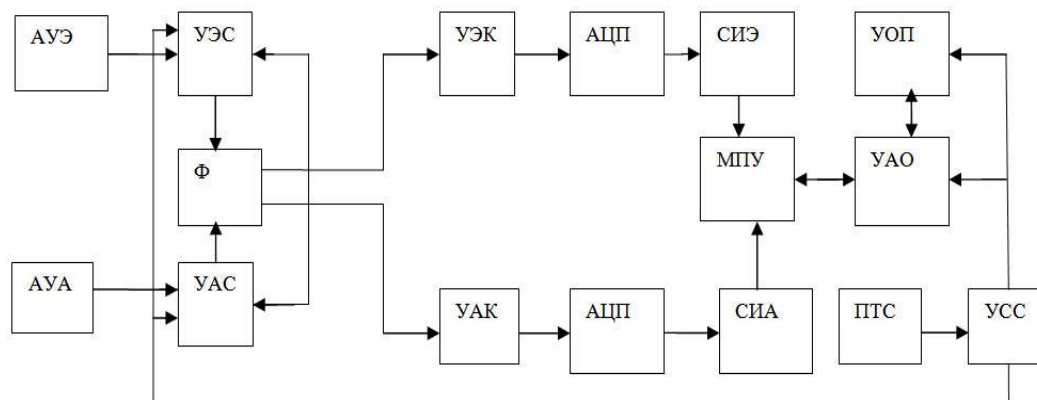 АУЭ
УЭС
УЭК
АЦП
СИЭ
УОП
Ф
МПУ
УАО
АУА
УАС
УАК
АЦП
СИА
ПТС
УСС